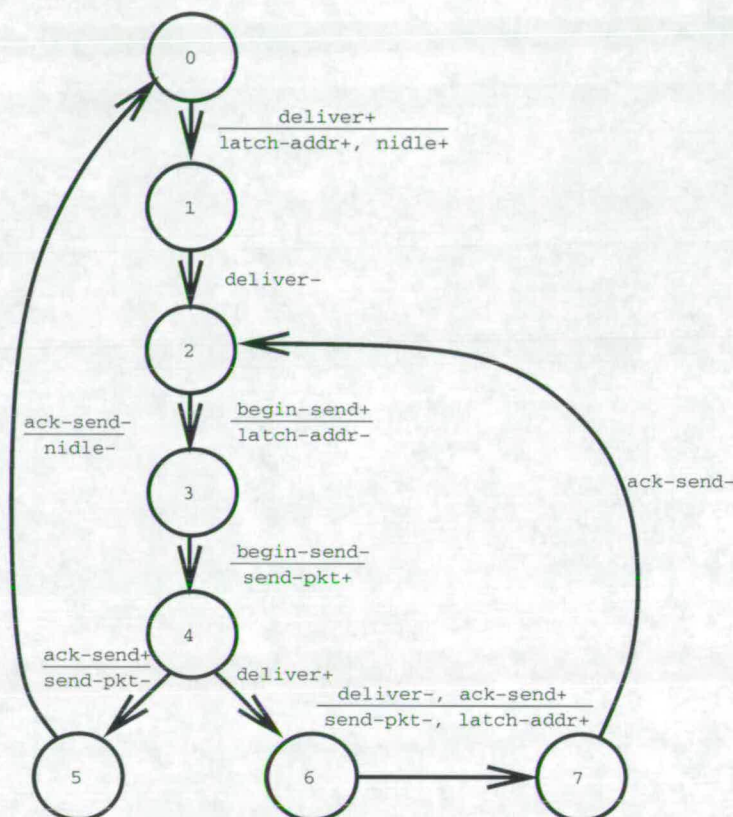 0
deliver+
latch-addr+, nidle+
1
deliver-
2
ack-send-
nidle-
begin-send+
latch-addr-
ack-send-
3
begin-send-
send-pkt+
4
ack-send+
send-pkt-
deliver+
deliver-, ack-send+
send-pkt-, latch-addr+
5
6
7